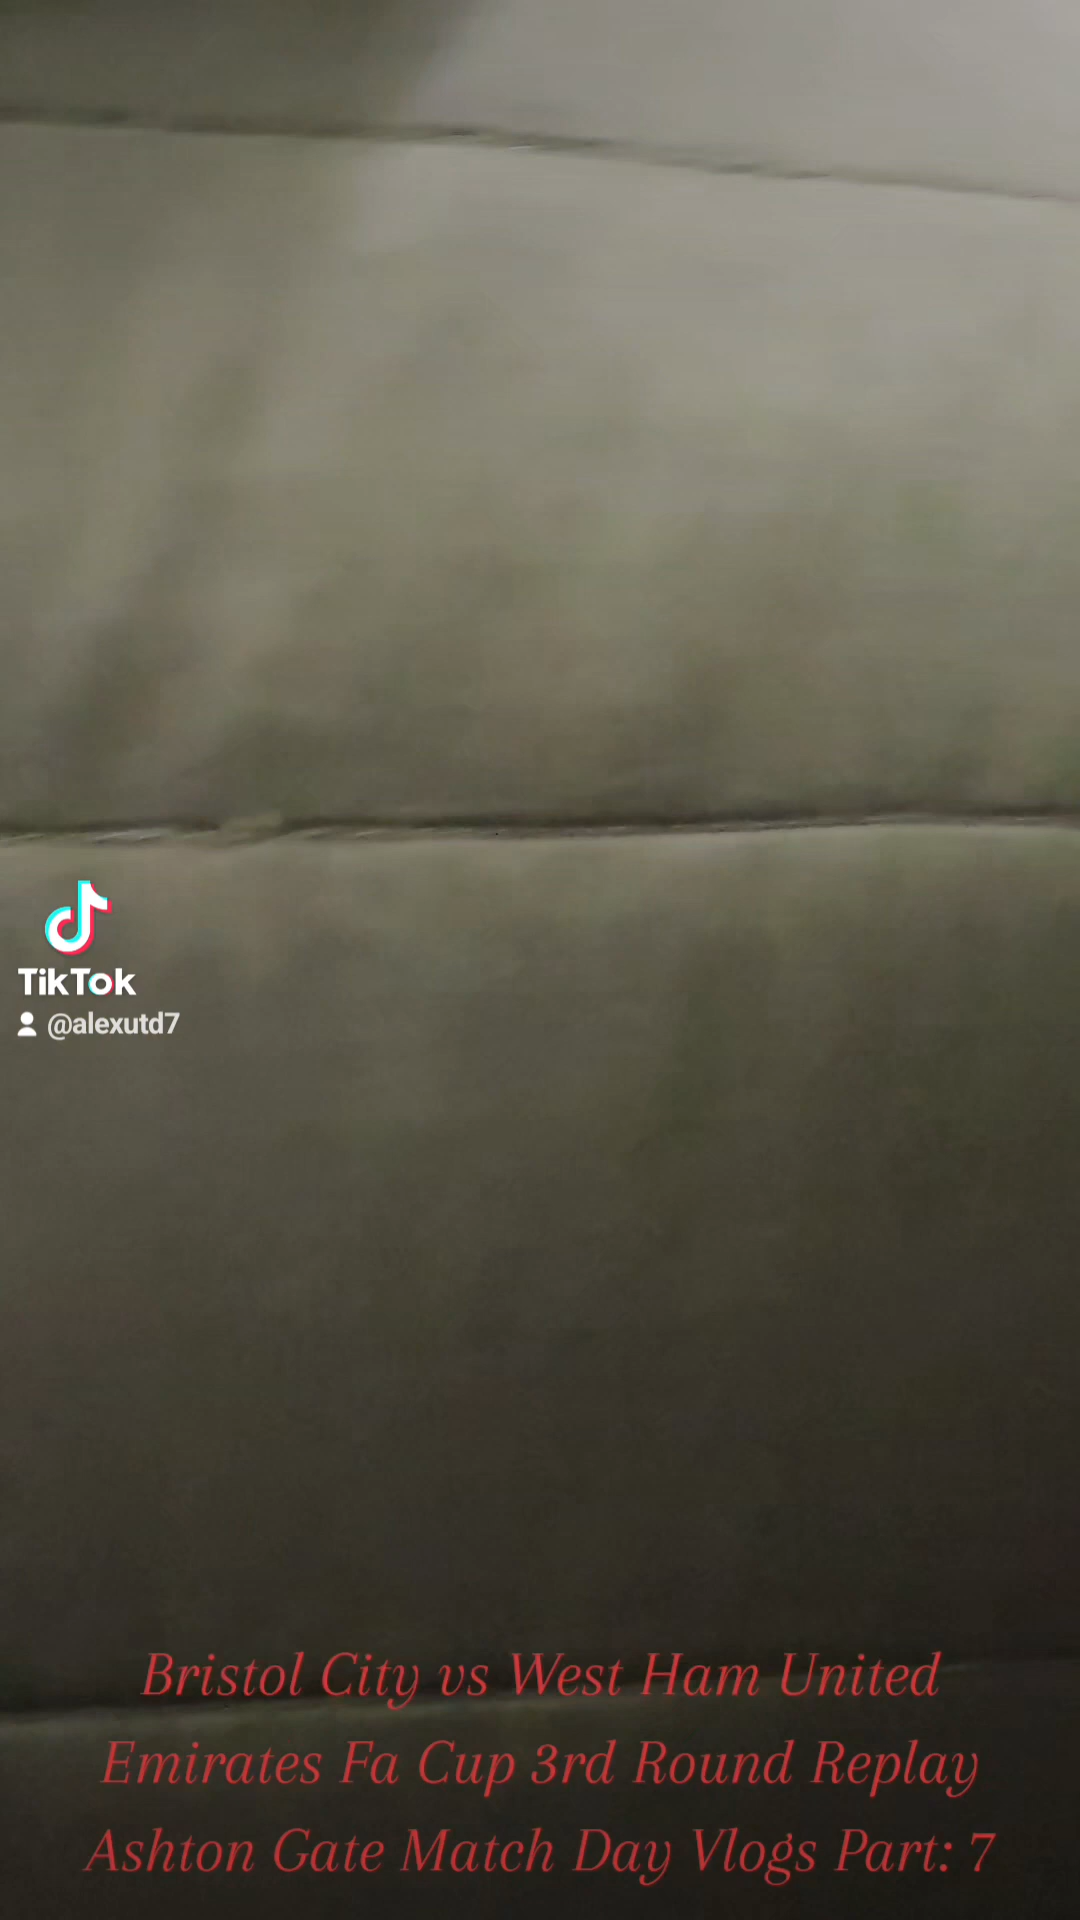 TikTok
@alexutd7
Bristol City vs West Ham United
Emirates Fa Cup 3rd Round Replay
Ashton Gate Match Day Vlogs Part: 7